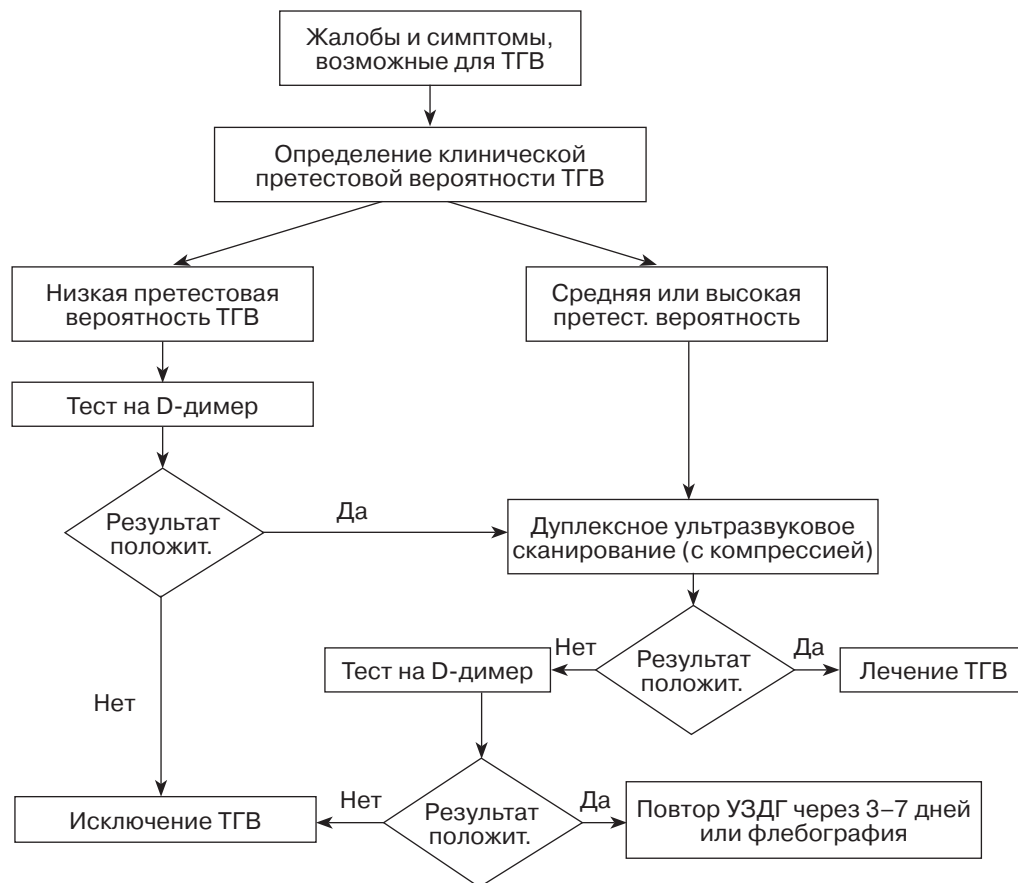 Жалобы и симптомы,
возможные для ТГВ
Определение клинической
претестовой вероятности ТГВ
Низкая претестовая
вероятность ТГВ
Средняя или высокая
претест. вероятность
Тест на D-димер
Результат
положит.
Да
Дуплексное ультразвуковое
сканирование (с компрессией)
Нет
Тест на D-димер
Нет
Результат
положит.
Да
Лечение ТГВ
Исключение ТГВ
Нет
Результат
положит.
Да
Повтор УЗДГ через 3–7 дней
или флебография